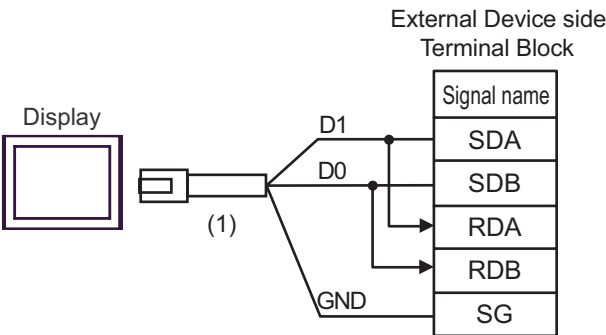 External Device side
Terminal Block
Signal name
Display
D1
SDA
D0
SDB
(1)
RDA
RDB
GND
SG